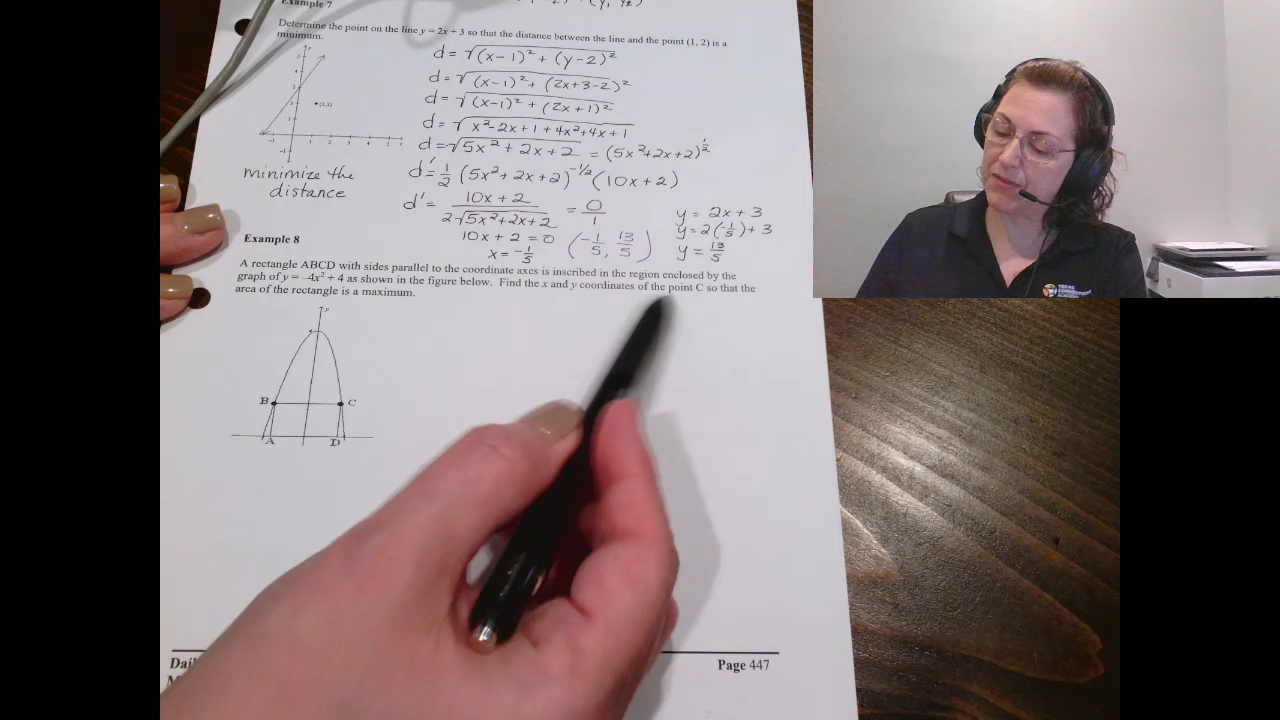 Example 7
Determine the point on the line y = 2x + 3 so that the distance between the line and the point (1, 2) is a
minimum.
d = √(x-1)² + (y-2)²
d = √(x-1)² + (2x+3-2)²
d = √(x-1)² + (2x+1)²
d = √x²-2x+1+4x²+4x+1
d = √5x²+2x+2 = (5x²+2x+2)^1/2
(1,2)
minimize the
distance
d' = 1/2 (5x²+2x+2)^-1/2 (10x+2)
d' = 10x+2 / 2√5x²+2x+2 = 0/1
10x+2 = 0
x = -1/5
(-1/5, 13/5)
y = 2x+3
y = 2(-1/5)+3
y = 13/5
Example 8
A rectangle ABCD with sides parallel to the coordinate axes is inscribed in the region enclosed by the
graph of y = -4x² + 4 as shown in the figure below. Find the x and y coordinates of the point C so that the
area of the rectangle is a maximum.
y
B C
A D
Page 447
TEXAS